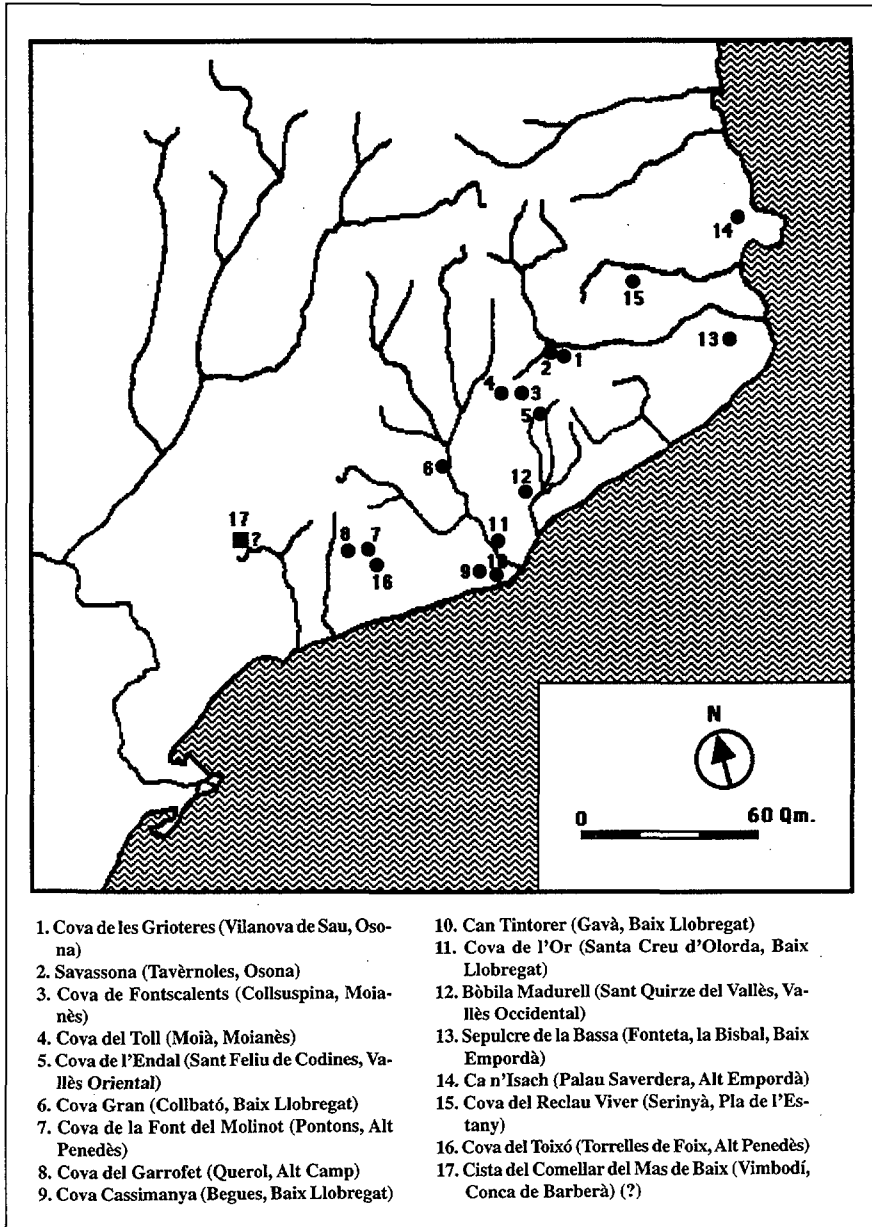 14
15
13
2
1
4
3
5
6
12
17
?
8
7
11
16
9
10
N
0
60 Qm.
1. Cova de les Grioteres (Vilanova de Sau, Oso-
na)
2. Savassona (Tavèrnoles, Osona)
3. Cova de Fontscalents (Collsuspina, Moia-
nès)
4. Cova del Toll (Moià, Moianès)
5. Cova de l'Endal (Sant Feliu de Codines, Va-
llès Oriental)
6. Cova Gran (Collbató, Baix Llobregat)
7. Cova de la Font del Molinot (Pontons, Alt
Penedès)
8. Cova del Garrofet (Querol, Alt Camp)
9. Cova Cassimanya (Begues, Baix Llobregat)
10. Can Tintorer (Gavà, Baix Llobregat)
11. Cova de l'Or (Santa Creu d'Olorda, Baix
Llobregat)
12. Bòbila Madurell (Sant Quirze del Vallès, Va-
llès Occidental)
13. Sepulcre de la Bassa (Fonteta, la Bisbal, Baix
Empordà)
14. Ca n'Isach (Palau Saverdera, Alt Empordà)
15. Cova del Reclau Viver (Serinyà, Pla de l'Es-
tany)
16. Cova del Toixó (Torrelles de Foix, Alt Penedès)
17. Cista del Comellar del Mas de Baix (Vimbodí,
Conca de Barberà) (?)